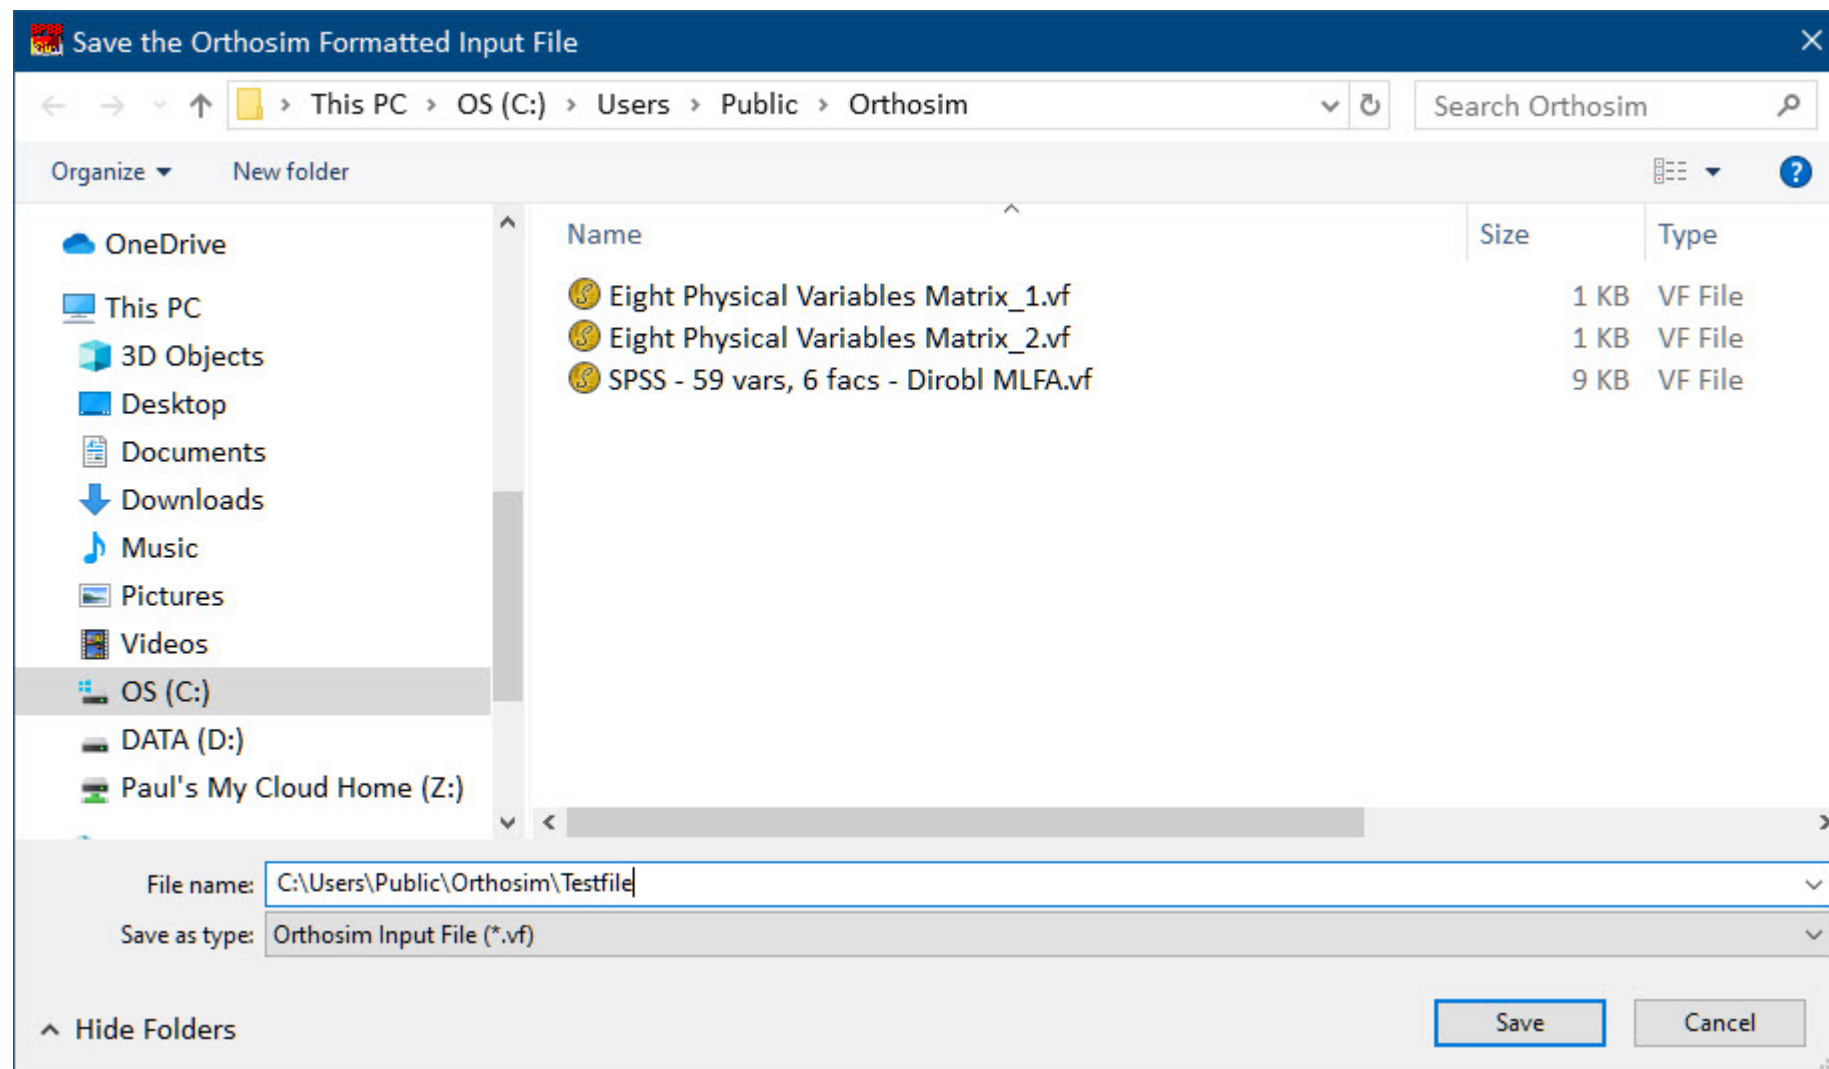 Save the Orthosim Formatted Input File
This PC > OS (C:) > Users > Public > Orthosim
Search Orthosim
Organize
New folder
OneDrive
This PC
3D Objects
Desktop
Documents
Downloads
Music
Pictures
Videos
OS (C:)
DATA (D:)
Paul's My Cloud Home (Z:)
Name Size Type
Eight Physical Variables Matrix_1.vf 1 KB VF File
Eight Physical Variables Matrix_2.vf 1 KB VF File
SPSS - 59 vars, 6 facs - Dirobl MLFA.vf 9 KB VF File
File name: C:\Users\Public\Orthosim\Testfile
Save as type: Orthosim Input File (*.vf)
Hide Folders
Save
Cancel